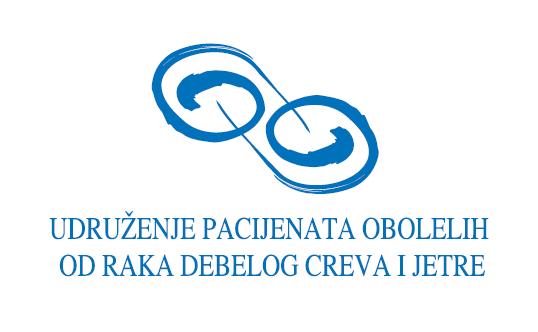 UDRUŽENJE PACIJENATA OBOLELIH
OD RAKA DEBELOG CREVA I JETRE